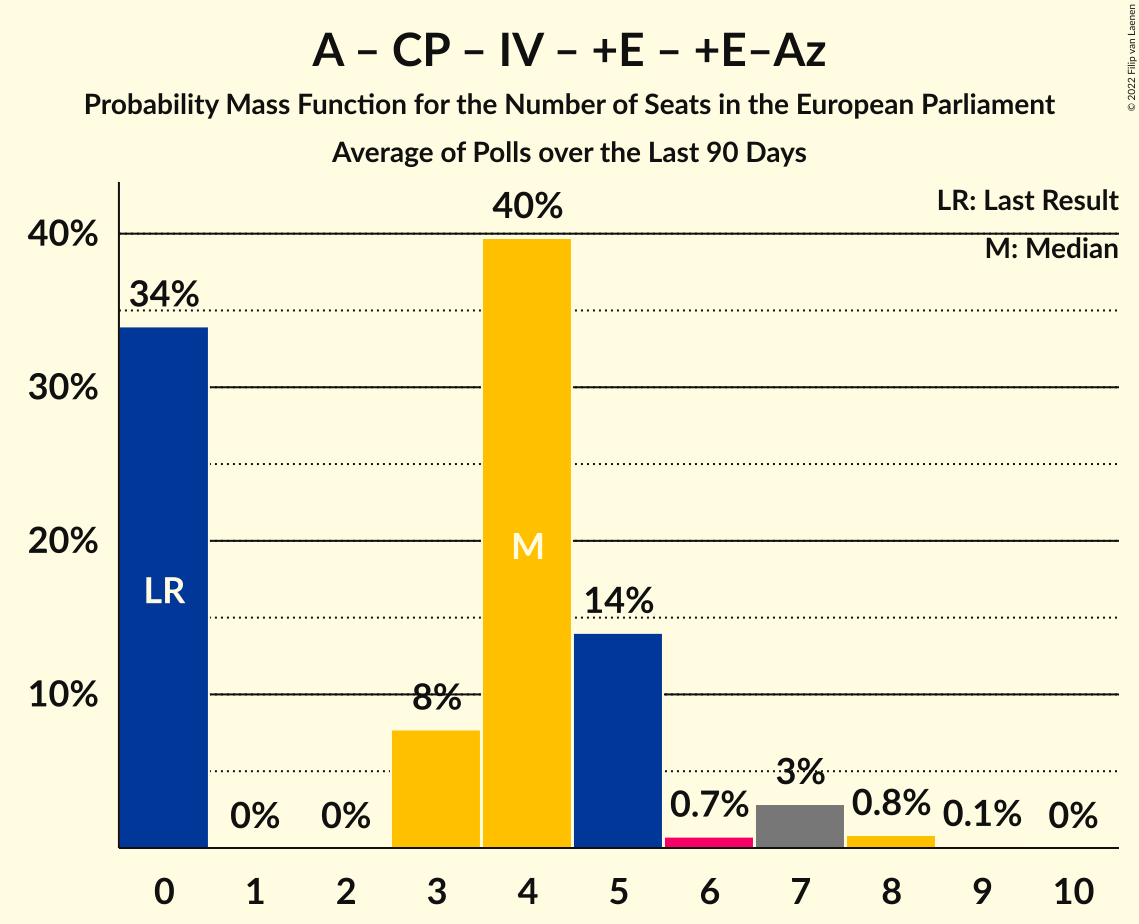 A – CP – IV – +E – +E–Az
Probability Mass Function for the Number of Seats in the European Parliament
Average of Polls over the Last 90 Days
© 2022 Filip van Laenen
LR: Last Result
M: Median
40%
30%
20%
10%
34%
0%
0%
8%
40%
14%
0.7%
3%
0.8%
0.1%
0%
LR
M
0 1 2 3 4 5 6 7 8 9 10